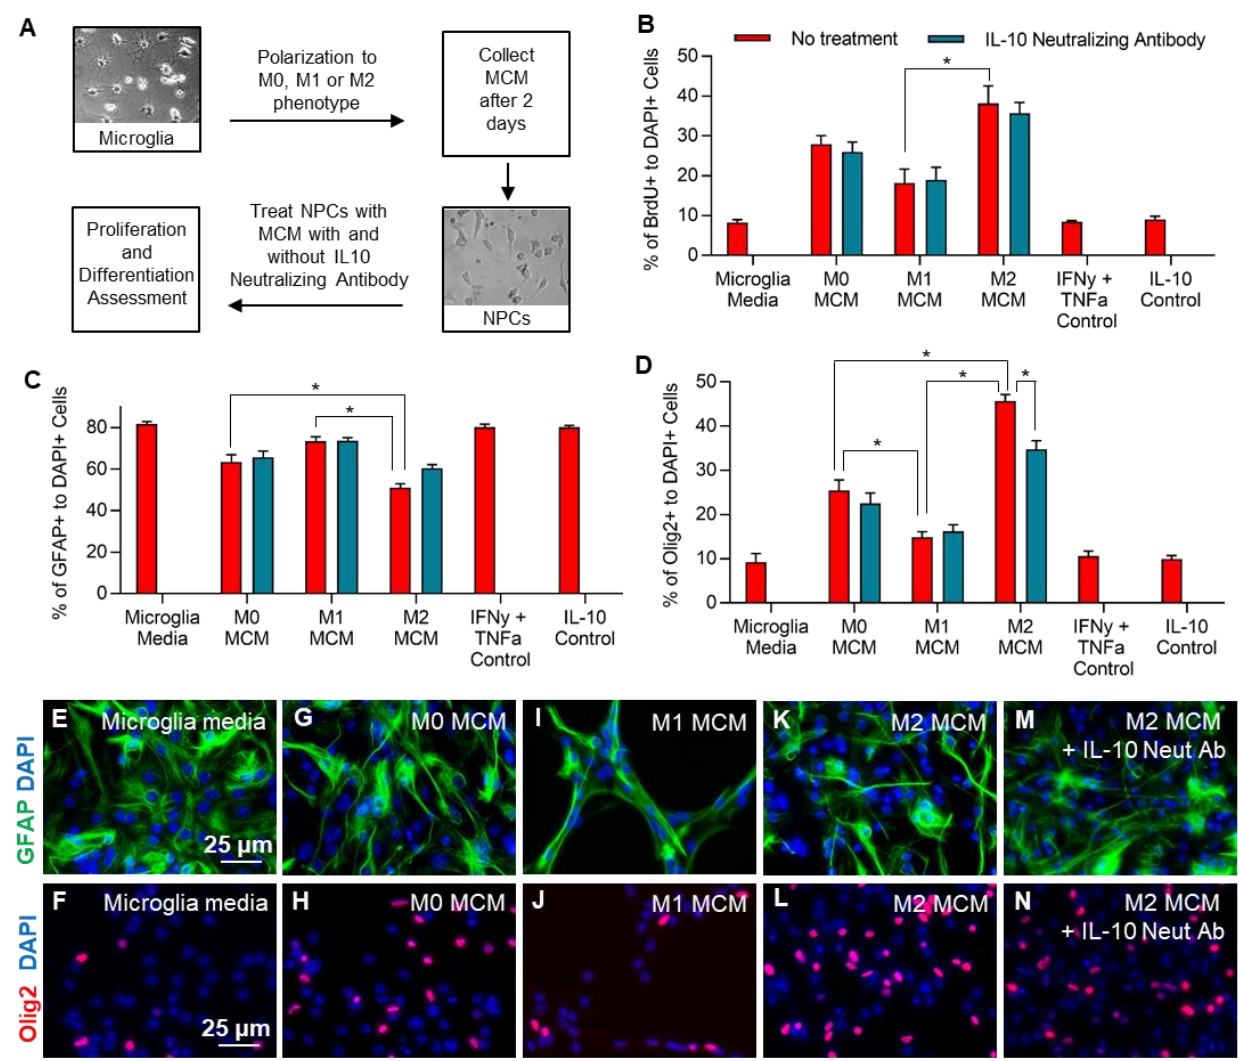 A
Microglia
Polarization to
M0, M1 or M2
phenotype
Collect
MCM
after 2
days
NPCs
Treat NPCs with
MCM with and
without IL10
Neutralizing Antibody
Proliferation
and
Differentiation
Assessment
B
No treatment
IL-10 Neutralizing Antibody
% of BrdU+ to DAPI+ Cells
50
40
30
20
10
0
*
Microglia
Media
M0
MCM
M1
MCM
M2
MCM
IFNy +
TNFa
Control
IL-10
Control
C
% of GFAP+ to DAPI+ Cells
80
60
40
20
0
*
*
Microglia
Media
M0
MCM
M1
MCM
M2
MCM
IFNy +
TNFa
Control
IL-10
Control
D
% of Olig2+ to DAPI+ Cells
50
40
30
20
10
0
*
*
*
*
Microglia
Media
M0
MCM
M1
MCM
M2
MCM
IFNy +
TNFa
Control
IL-10
Control
GFAP DAPI
E
Microglia media
25 µm
G
M0 MCM
I
M1 MCM
K
M2 MCM
M
M2 MCM
+ IL-10 Neut Ab
Olig2 DAPI
F
Microglia media
25 µm
H
M0 MCM
J
M1 MCM
L
M2 MCM
N
M2 MCM
+ IL-10 Neut Ab